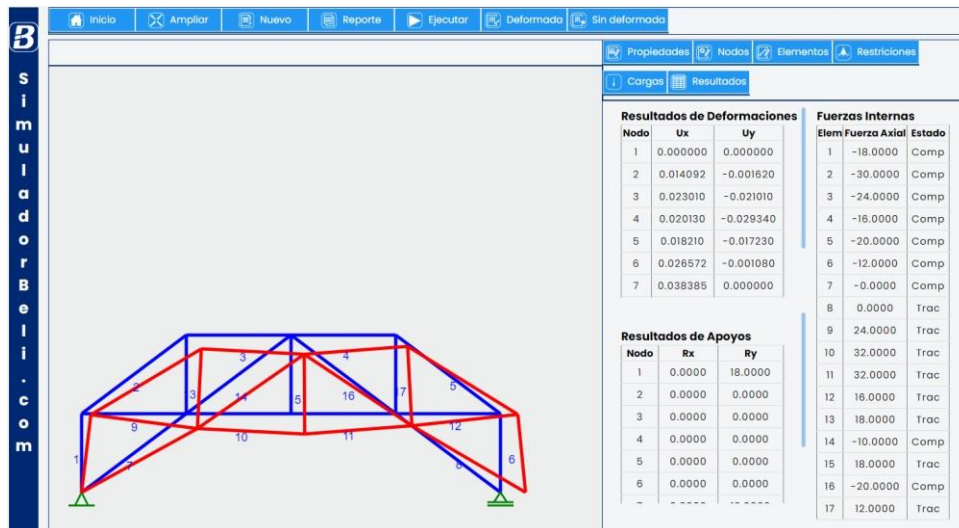 B
SimuladorBeli.com
Inicio Ampliar Nuevo Reporte Ejecutar Deformada Sin deformada
Propiedades Nodos Elementos Restricciones
Cargas Resultados
Resultados de Deformaciones
Nodo Ux Uy
1 0.000000 0.000000
2 0.014092 -0.001620
3 0.023010 -0.021010
4 0.020130 -0.029340
5 0.018210 -0.017230
6 0.026572 -0.001080
7 0.038385 0.000000
Resultados de Apoyos
Nodo Rx Ry
1 0.0000 18.0000
2 0.0000 0.0000
3 0.0000 0.0000
4 0.0000 0.0000
5 0.0000 0.0000
6 0.0000 0.0000
Fuerzas Internas
Elem Fuerza Axial Estado
1 -18.0000 Comp
2 -30.0000 Comp
3 -24.0000 Comp
4 -16.0000 Comp
5 -20.0000 Comp
6 -12.0000 Comp
7 -0.0000 Comp
8 0.0000 Trac
9 24.0000 Trac
10 32.0000 Trac
11 32.0000 Trac
12 16.0000 Trac
13 18.0000 Trac
14 -10.0000 Comp
15 18.0000 Trac
16 -20.0000 Comp
17 12.0000 Trac
3 4
2 13 14 16 17 5
9 15 12
10 11
1 7 8 6